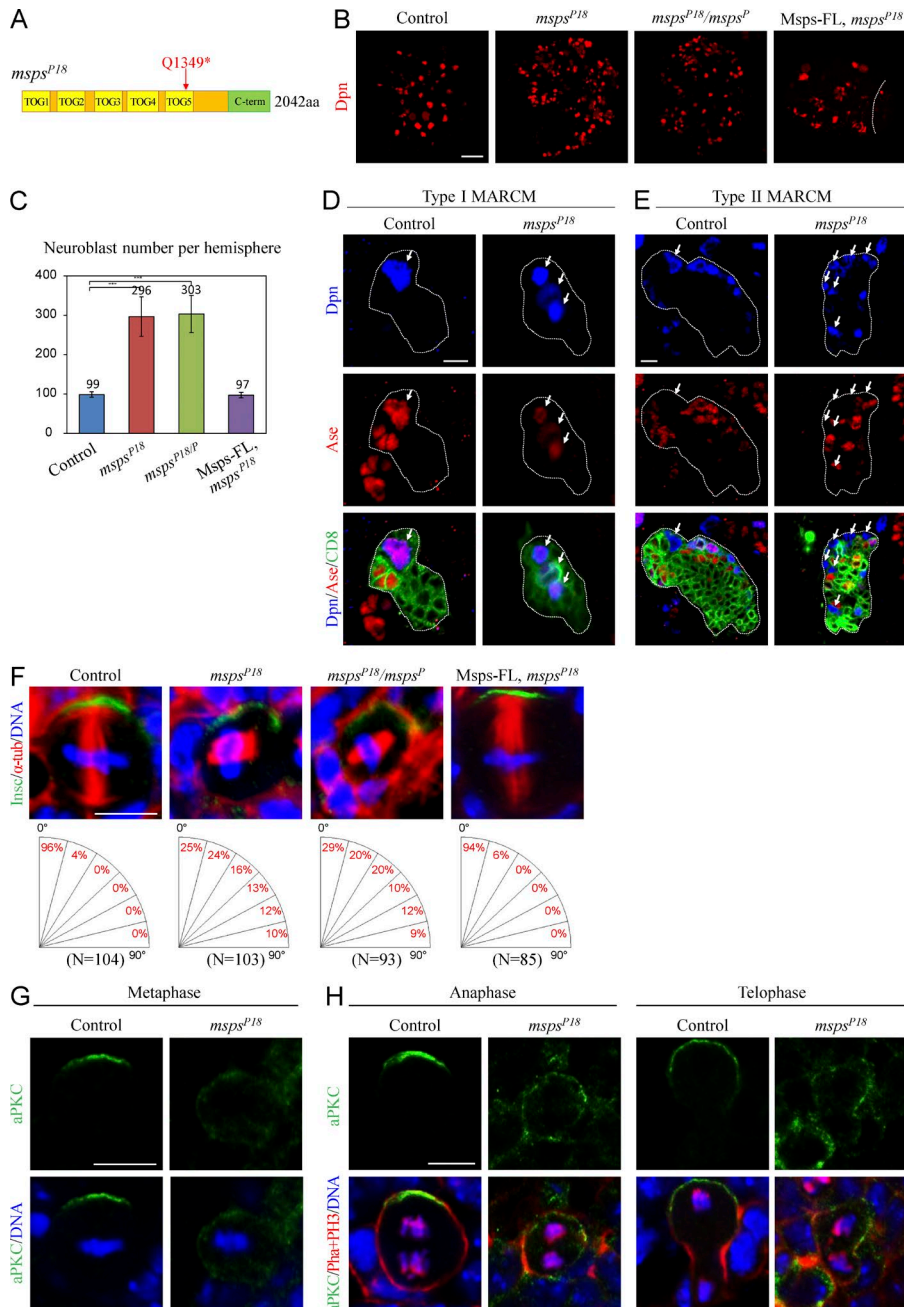 A
msps^P18
Q1349*
TOG1 TOG2 TOG3 TOG4 TOG5 C-term 2042aa
B
Control msps^P18 msps^P18/msps^P Msps-FL, msps^P18
Dpn
C
Neuroblast number per hemisphere
400
300
200
100
0
***
***
99
296
303
97
Control
msps^P18
msps^P18/P
Msps-FL,
msps^P18
D
Type I MARCM
Control msps^P18
Dpn
Ase
Dpn/Ase/CD8
E
Type II MARCM
Control msps^P18
F
Control msps^P18 msps^P18/msps^P Msps-FL, msps^P18
Insc/α-tub/DNA
0° 0° 0° 0°
96% 4% 0% 0% 0% 0%
25% 24% 16% 13% 12% 10%
29% 20% 20% 10% 12% 9%
94% 6% 0% 0% 0% 0%
(N=104) 90° (N=103) 90° (N=93) 90° (N=85) 90°
G
Metaphase
Control msps^P18
aPKC
aPKC/DNA
H
Anaphase
Control msps^P18
aPKC
aPKC/Pha+PH3/DNA
Telophase
Control msps^P18